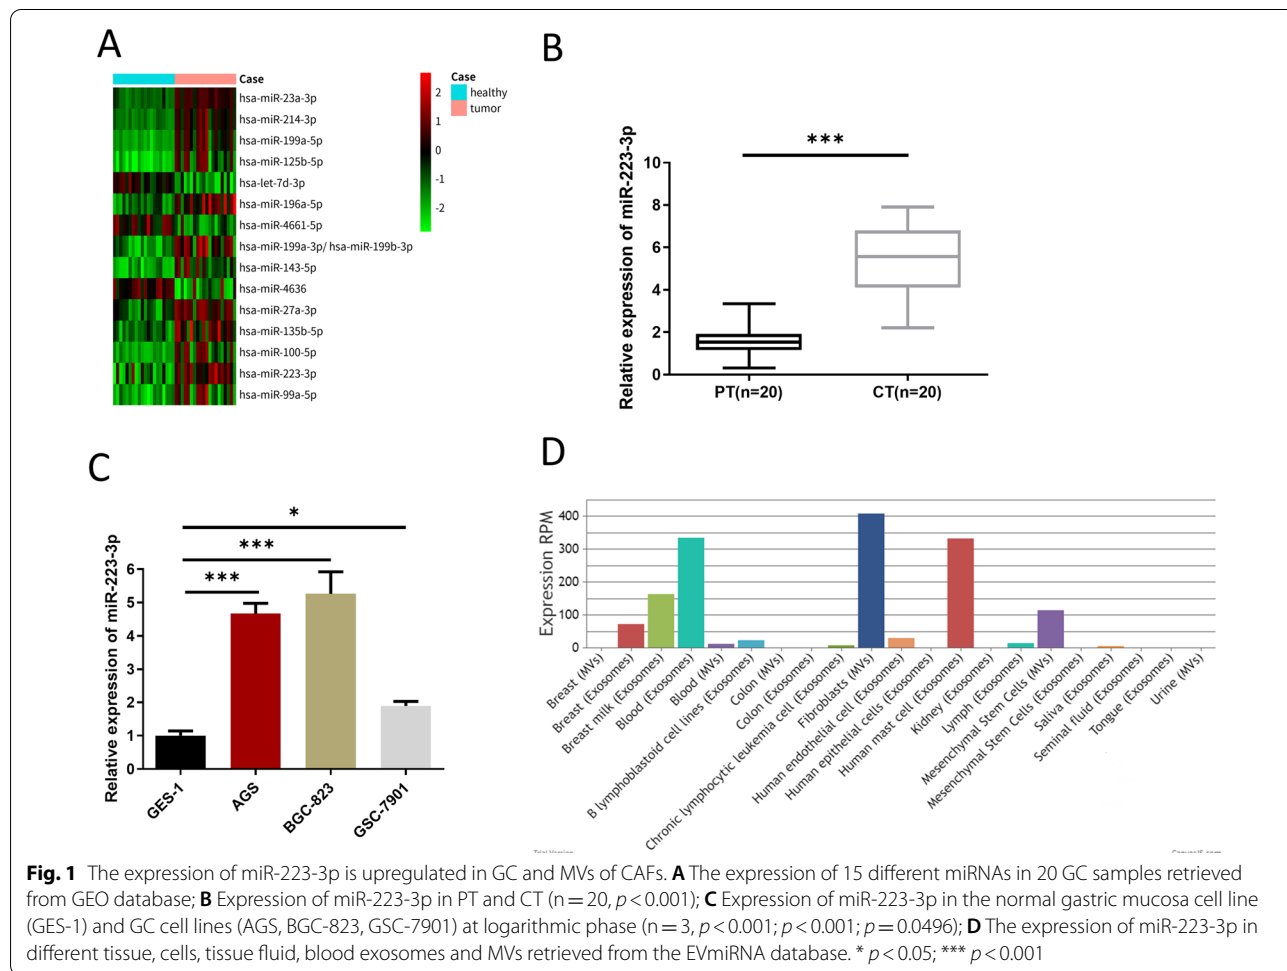 A
Case
hsa-miR-23a-3p
hsa-miR-214-3p
hsa-miR-199a-5p
hsa-miR-125b-5p
hsa-let-7d-3p
hsa-miR-196a-5p
hsa-miR-4661-5p
hsa-miR-199a-3p/ hsa-miR-199b-3p
hsa-miR-143-5p
hsa-miR-4636
hsa-miR-27a-3p
hsa-miR-135b-5p
hsa-miR-100-5p
hsa-miR-223-3p
hsa-miR-99a-5p
2
1
0
-1
-2
Case
healthy
tumor
B
Relative expression of miR-223-3p
10
8
6
4
2
0
***
PT(n=20)
CT(n=20)
C
Relative expression of miR-223-3p
6
5
4
3
2
1
0
*
***
***
GES-1
AGS
BGC-823
GSC-7901
D
Expression RPM
400
300
200
100
0
Breast (MVs)
Breast (Exosomes)
Breast milk (Exosomes)
Blood (Exosomes)
Blood (MVs)
B lymphoblastoid cell lines (Exosomes)
Colon (MVs)
Colon (Exosomes)
Chronic lymphocytic leukemia cell (Exosomes)
Fibroblasts (MVs)
Human endothelial cell (Exosomes)
Human epithelial cells (Exosomes)
Human mast cell (Exosomes)
Kidney (Exosomes)
Lymph (Exosomes)
Mesenchymal Stem Cells (MVs)
Mesenchymal Stem Cells (Exosomes)
Saliva (Exosomes)
Seminal fluid (Exosomes)
Tongue (Exosomes)
Urine (MVs)
Fig. 1 The expression of miR-223-3p is upregulated in GC and MVs of CAFs. A The expression of 15 different miRNAs in 20 GC samples retrieved
from GEO database; B Expression of miR-223-3p in PT and CT (n = 20, p < 0.001); C Expression of miR-223-3p in the normal gastric mucosa cell line
(GES-1) and GC cell lines (AGS, BGC-823, GSC-7901) at logarithmic phase (n = 3, p < 0.001; p < 0.001; p = 0.0496); D The expression of miR-223-3p in
different tissue, cells, tissue fluid, blood exosomes and MVs retrieved from the EVmiRNA database. * p < 0.05; *** p < 0.001